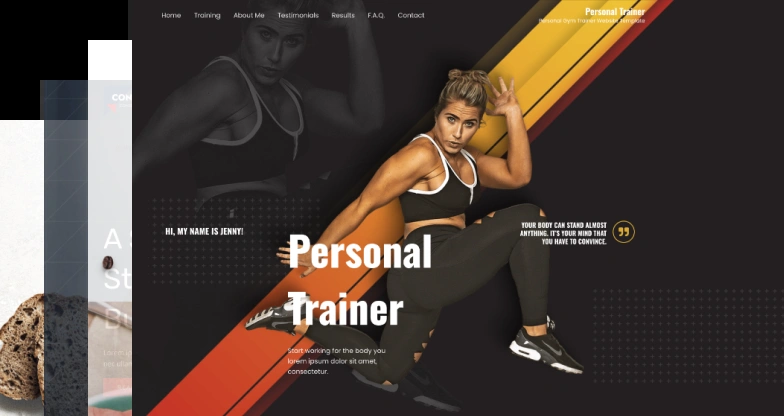 Home Training About Me Testimonials Results F.A.Q. Contact
Personal Trainer
Personal Gym Trainer Website Template
COM
A S
St
Bu
HI, MY NAME IS JENNY!
YOUR BODY CAN STAND ALMOST
ANYTHING. IT'S YOUR MIND THAT
YOU HAVE TO CONVINCE.
Personal
Trainer
Start working for the body you
lorem ipsum dolor sit amet,
consectetur.